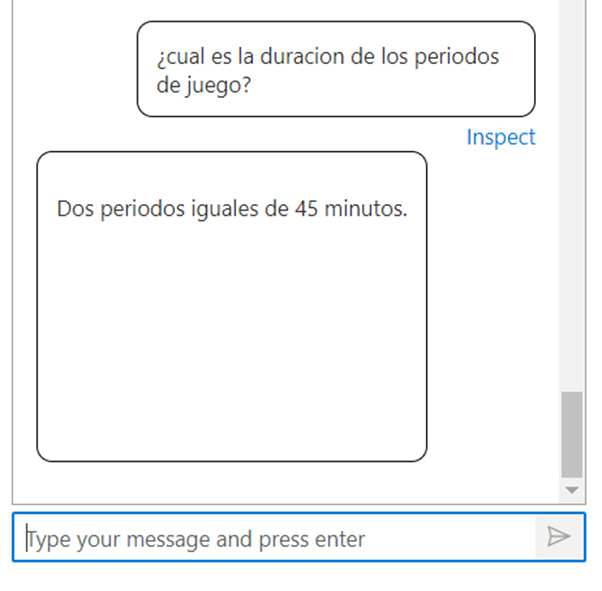 ¿cual es la duracion de los periodos
de juego?
Inspect
Dos periodos iguales de 45 minutos.
Type your message and press enter